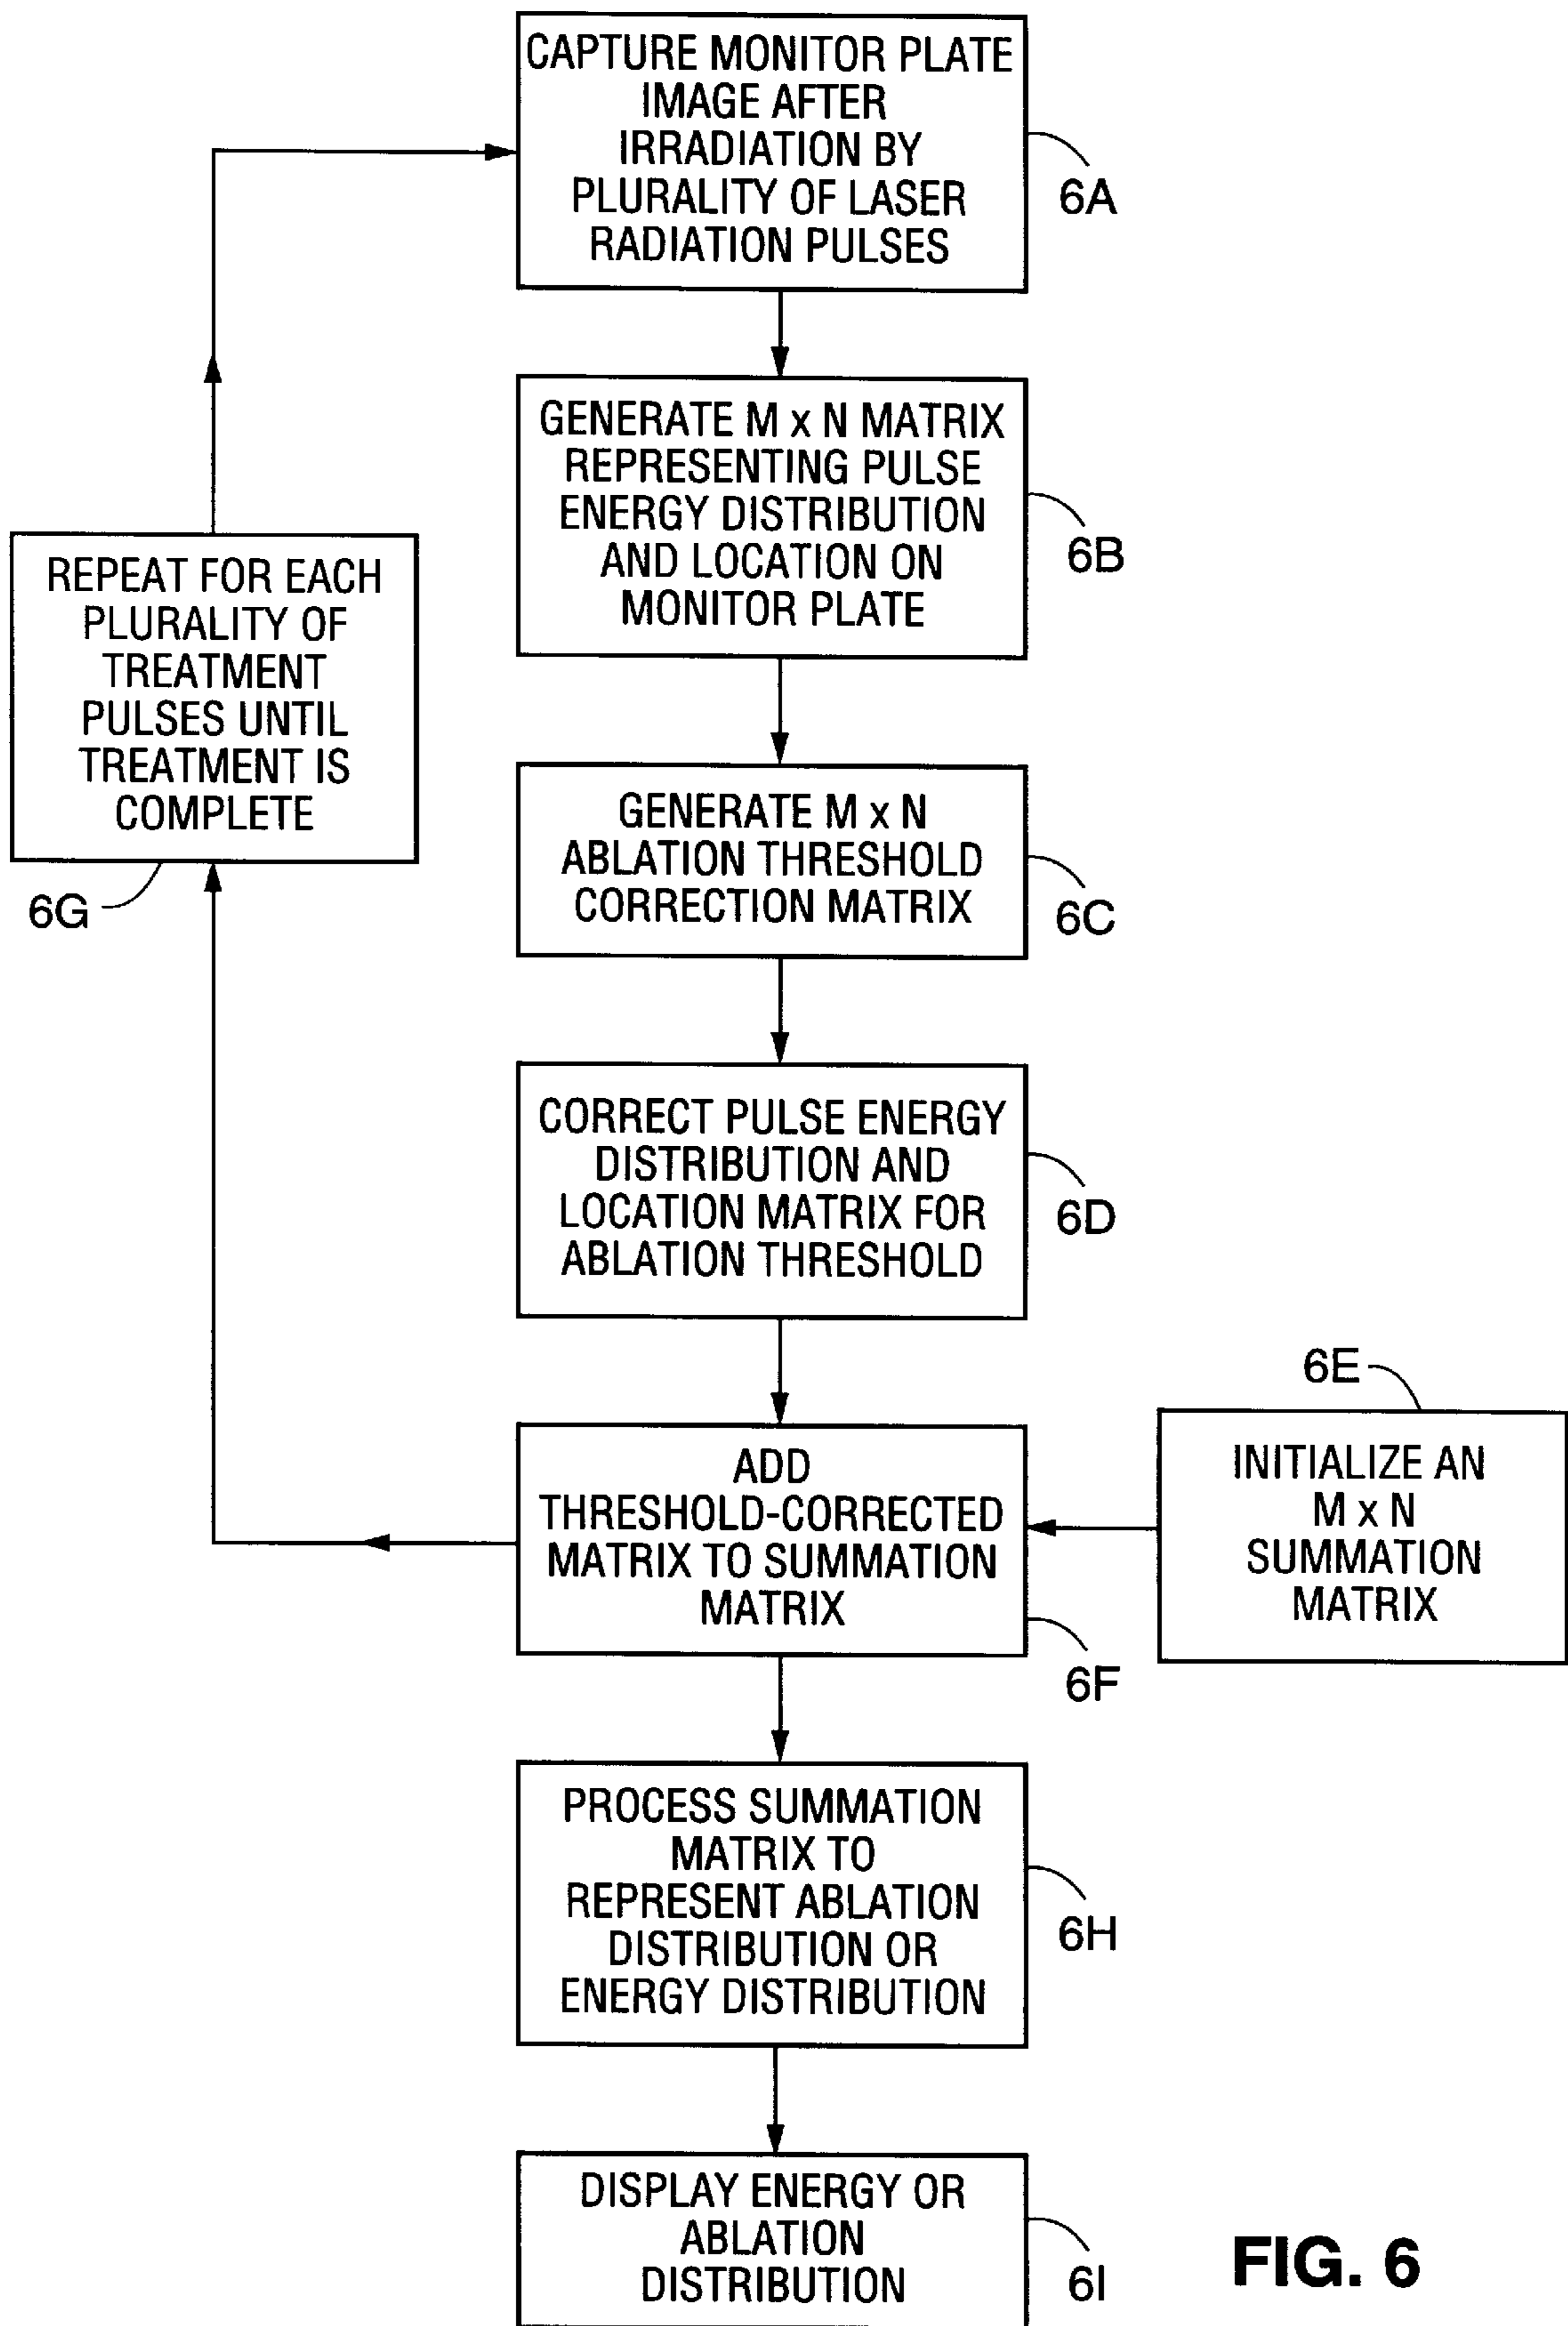 CAPTURE MONITOR PLATE
IMAGE AFTER
IRRADIATION BY
PLURALITY OF LASER
RADIATION PULSES
6A
GENERATE M x N MATRIX
REPRESENTING PULSE
ENERGY DISTRIBUTION
AND LOCATION ON
MONITOR PLATE
6B
REPEAT FOR EACH
PLURALITY OF
TREATMENT
PULSES UNTIL
TREATMENT IS
COMPLETE
6G
GENERATE M x N
ABLATION THRESHOLD
CORRECTION MATRIX
6C
CORRECT PULSE ENERGY
DISTRIBUTION AND
LOCATION MATRIX FOR
ABLATION THRESHOLD
6D
6E
INITIALIZE AN
M x N
SUMMATION
MATRIX
ADD
THRESHOLD-CORRECTED
MATRIX TO SUMMATION
MATRIX
6F
PROCESS SUMMATION
MATRIX TO
REPRESENT ABLATION
DISTRIBUTION OR
ENERGY DISTRIBUTION
6H
DISPLAY ENERGY OR
ABLATION
DISTRIBUTION
6I
FIG. 6